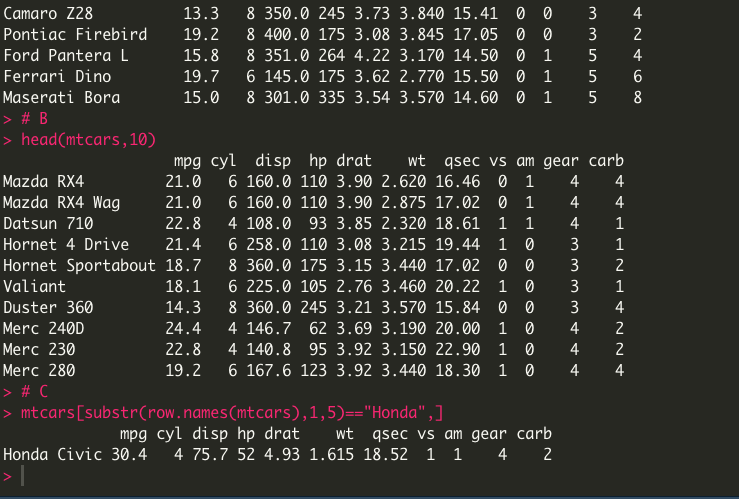 Camaro Z28 13.3 8 350.0 245 3.73 3.840 15.41 0 0 3 4
Pontiac Firebird 19.2 8 400.0 175 3.08 3.845 17.05 0 0 3 2
Ford Pantera L 15.8 8 351.0 264 4.22 3.170 14.50 0 1 5 4
Ferrari Dino 19.7 6 145.0 175 3.62 2.770 15.50 0 1 5 6
Maserati Bora 15.0 8 301.0 335 3.54 3.570 14.60 0 1 5 8
> # B
> head(mtcars,10)
mpg cyl disp hp drat wt qsec vs am gear carb
Mazda RX4 21.0 6 160.0 110 3.90 2.620 16.46 0 1 4 4
Mazda RX4 Wag 21.0 6 160.0 110 3.90 2.875 17.02 0 1 4 4
Datsun 710 22.8 4 108.0 93 3.85 2.320 18.61 1 1 4 1
Hornet 4 Drive 21.4 6 258.0 110 3.08 3.215 19.44 1 0 3 1
Hornet Sportabout 18.7 8 360.0 175 3.15 3.440 17.02 0 0 3 2
Valiant 18.1 6 225.0 105 2.76 3.460 20.22 1 0 3 1
Duster 360 14.3 8 360.0 245 3.21 3.570 15.84 0 0 3 4
Merc 240D 24.4 4 146.7 62 3.69 3.190 20.00 1 0 4 2
Merc 230 22.8 4 140.8 95 3.92 3.150 22.90 1 0 4 2
Merc 280 19.2 6 167.6 123 3.92 3.440 18.30 1 0 4 4
> # C
> mtcars[substr(row.names(mtcars),1,5)=="Honda",]
mpg cyl disp hp drat wt qsec vs am gear carb
Honda Civic 30.4 4 75.7 52 4.93 1.615 18.52 1 1 4 2
>